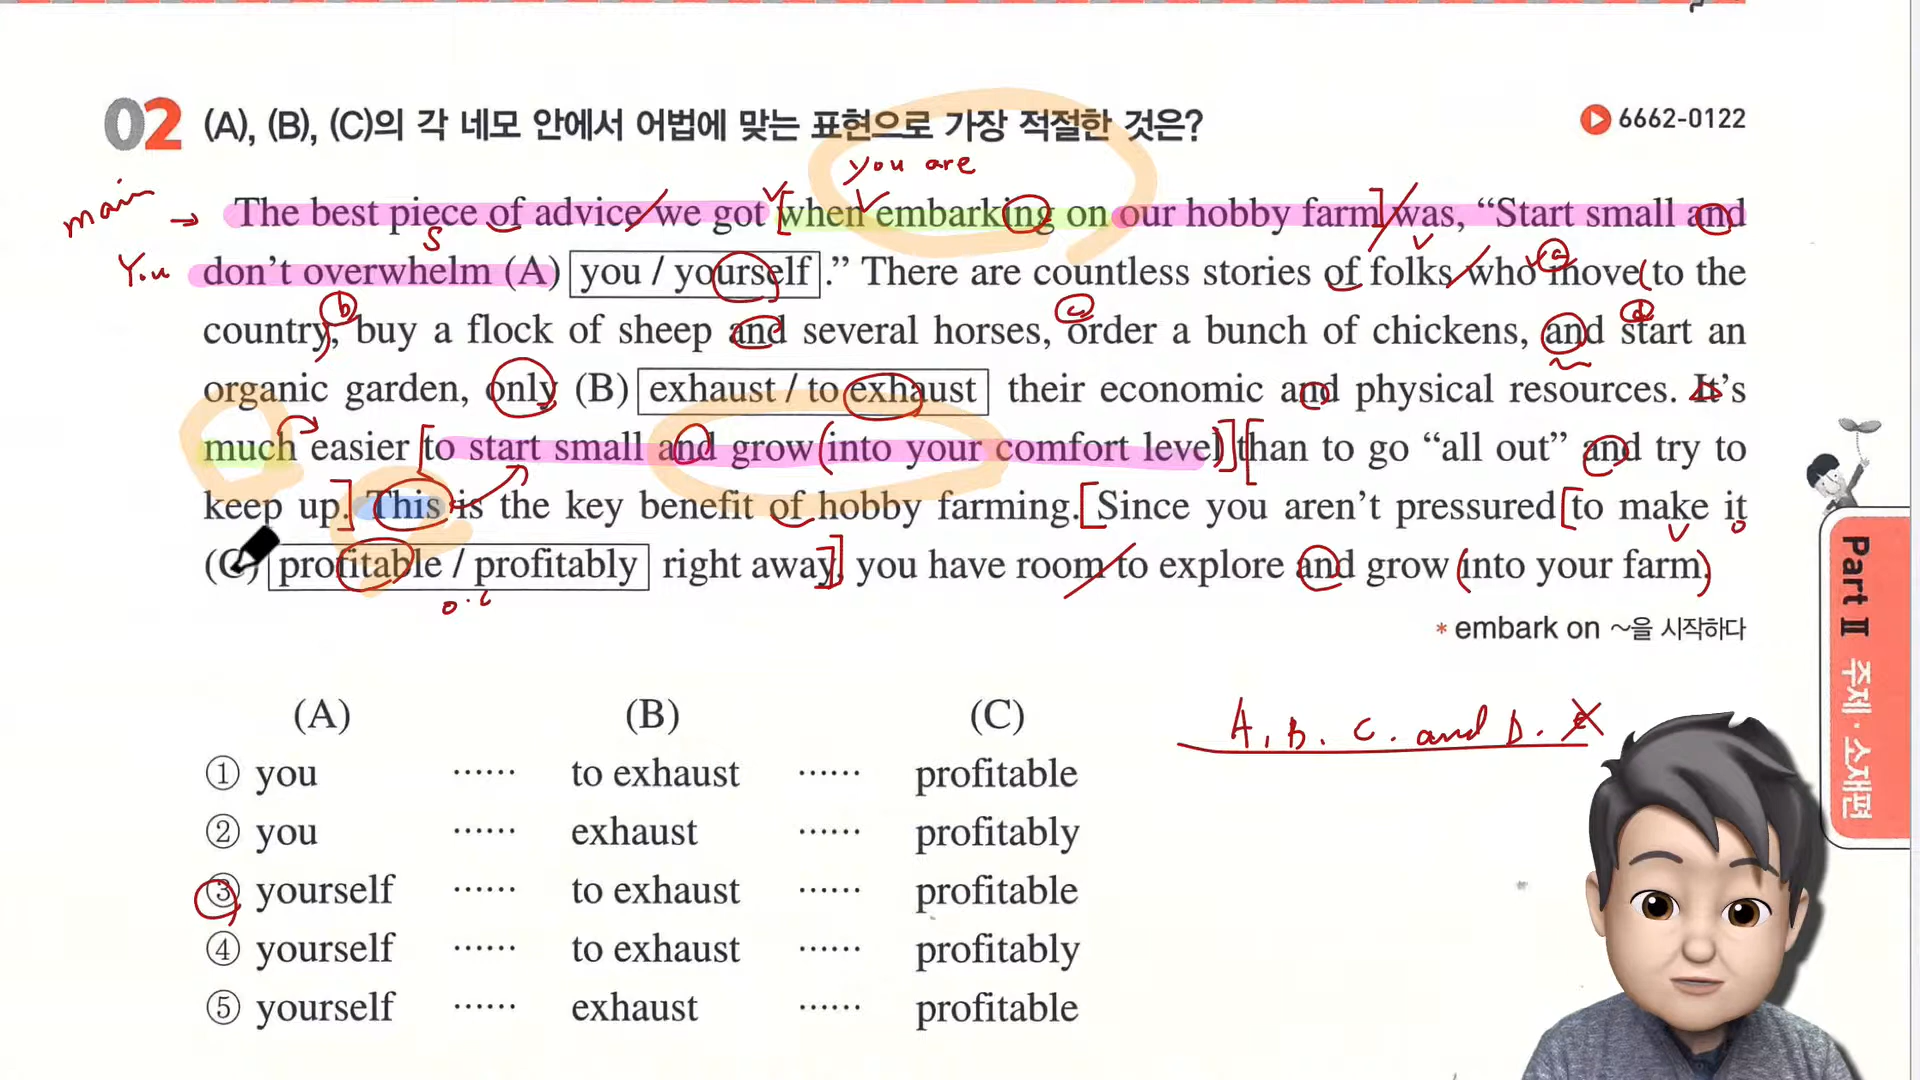 02 (A), (B), (C)의 각 네모 안에서 어법에 맞는 표현으로 가장 적절한 것은? 6662-0122
you are
main → The best piece of advice we got when embarking on our hobby farm was, “Start small and
s v
You don’t overwhelm (A) you / yourself .” There are countless stories of folks who move to the
b c d
country, buy a flock of sheep and several horses, order a bunch of chickens, and start an
organic garden, only (B) exhaust / to exhaust their economic and physical resources. It’s
much easier to start small and grow into your comfort level than to go “all out” and try to
keep up. This is the key benefit of hobby farming. Since you aren’t pressured to make it
v o
(C) profitable / profitably right away, you have room to explore and grow into your farm.
o.c
* embark on ~을 시작하다
Part II 주제·소재편
(A) (B) (C)
A, B. C. and D.
① you ...... to exhaust ...... profitable
② you ...... exhaust ...... profitably
③ yourself ...... to exhaust ...... profitable
④ yourself ...... to exhaust ...... profitably
⑤ yourself ...... exhaust ...... profitable